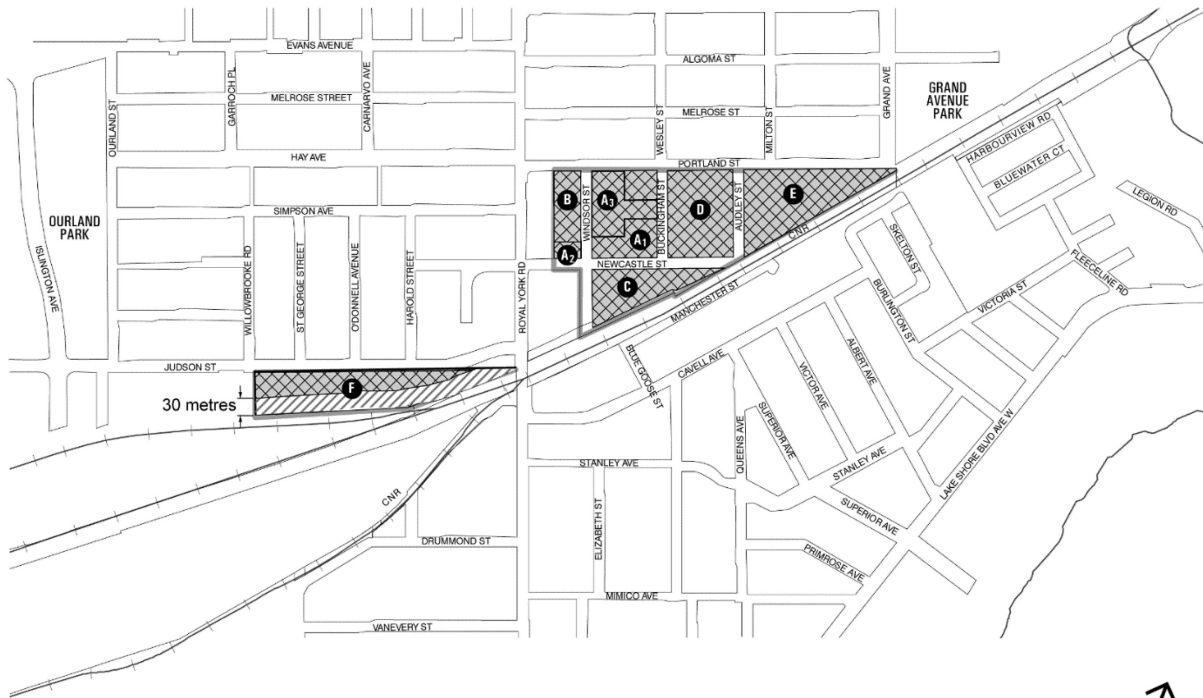 EVANS AVENUE
ALGOMA ST
OURLAND ST
GARROCH PL
CARNARVO AVE
MELROSE STREET
WESLEY ST
MELROSE ST
MILTON ST
GRAND AVE
GRAND
AVENUE
PARK
HARBOURVIEW RD
BLUEWATER CT
LEGION RD
HAY AVE
PORTLAND ST
ISLINGTON AVE
OURLAND
PARK
SIMPSON AVE
WILLOWBROOKE RD
ST GEORGE STREET
O'DONNELL AVENUE
HAROLD STREET
ROYAL YORK RD
B
WINDSOR ST
A3
BUCKINGHAM ST
D
AUDLEY ST
E
A1
A2
NEWCASTLE ST
C
CNR
MANCHESTER ST
SKELTON ST
BURLINGTON ST
VICTORIA ST
FLEECELINE RD
JUDSON ST
F
30 metres
BLUE GOOSE ST
CAVELL AVE
ALBERT AVE
VICTOR AVE
SUPERIOR AVE
QUEENS AVE
STANLEY AVE
STANLEY AVE
LAKE SHORE BLVD AVE W
SUPERIOR AVE
CNR
ELIZABETH ST
DRUMMOND ST
PRIMROSE AVE
MIMICO AVE
VANEVERY ST